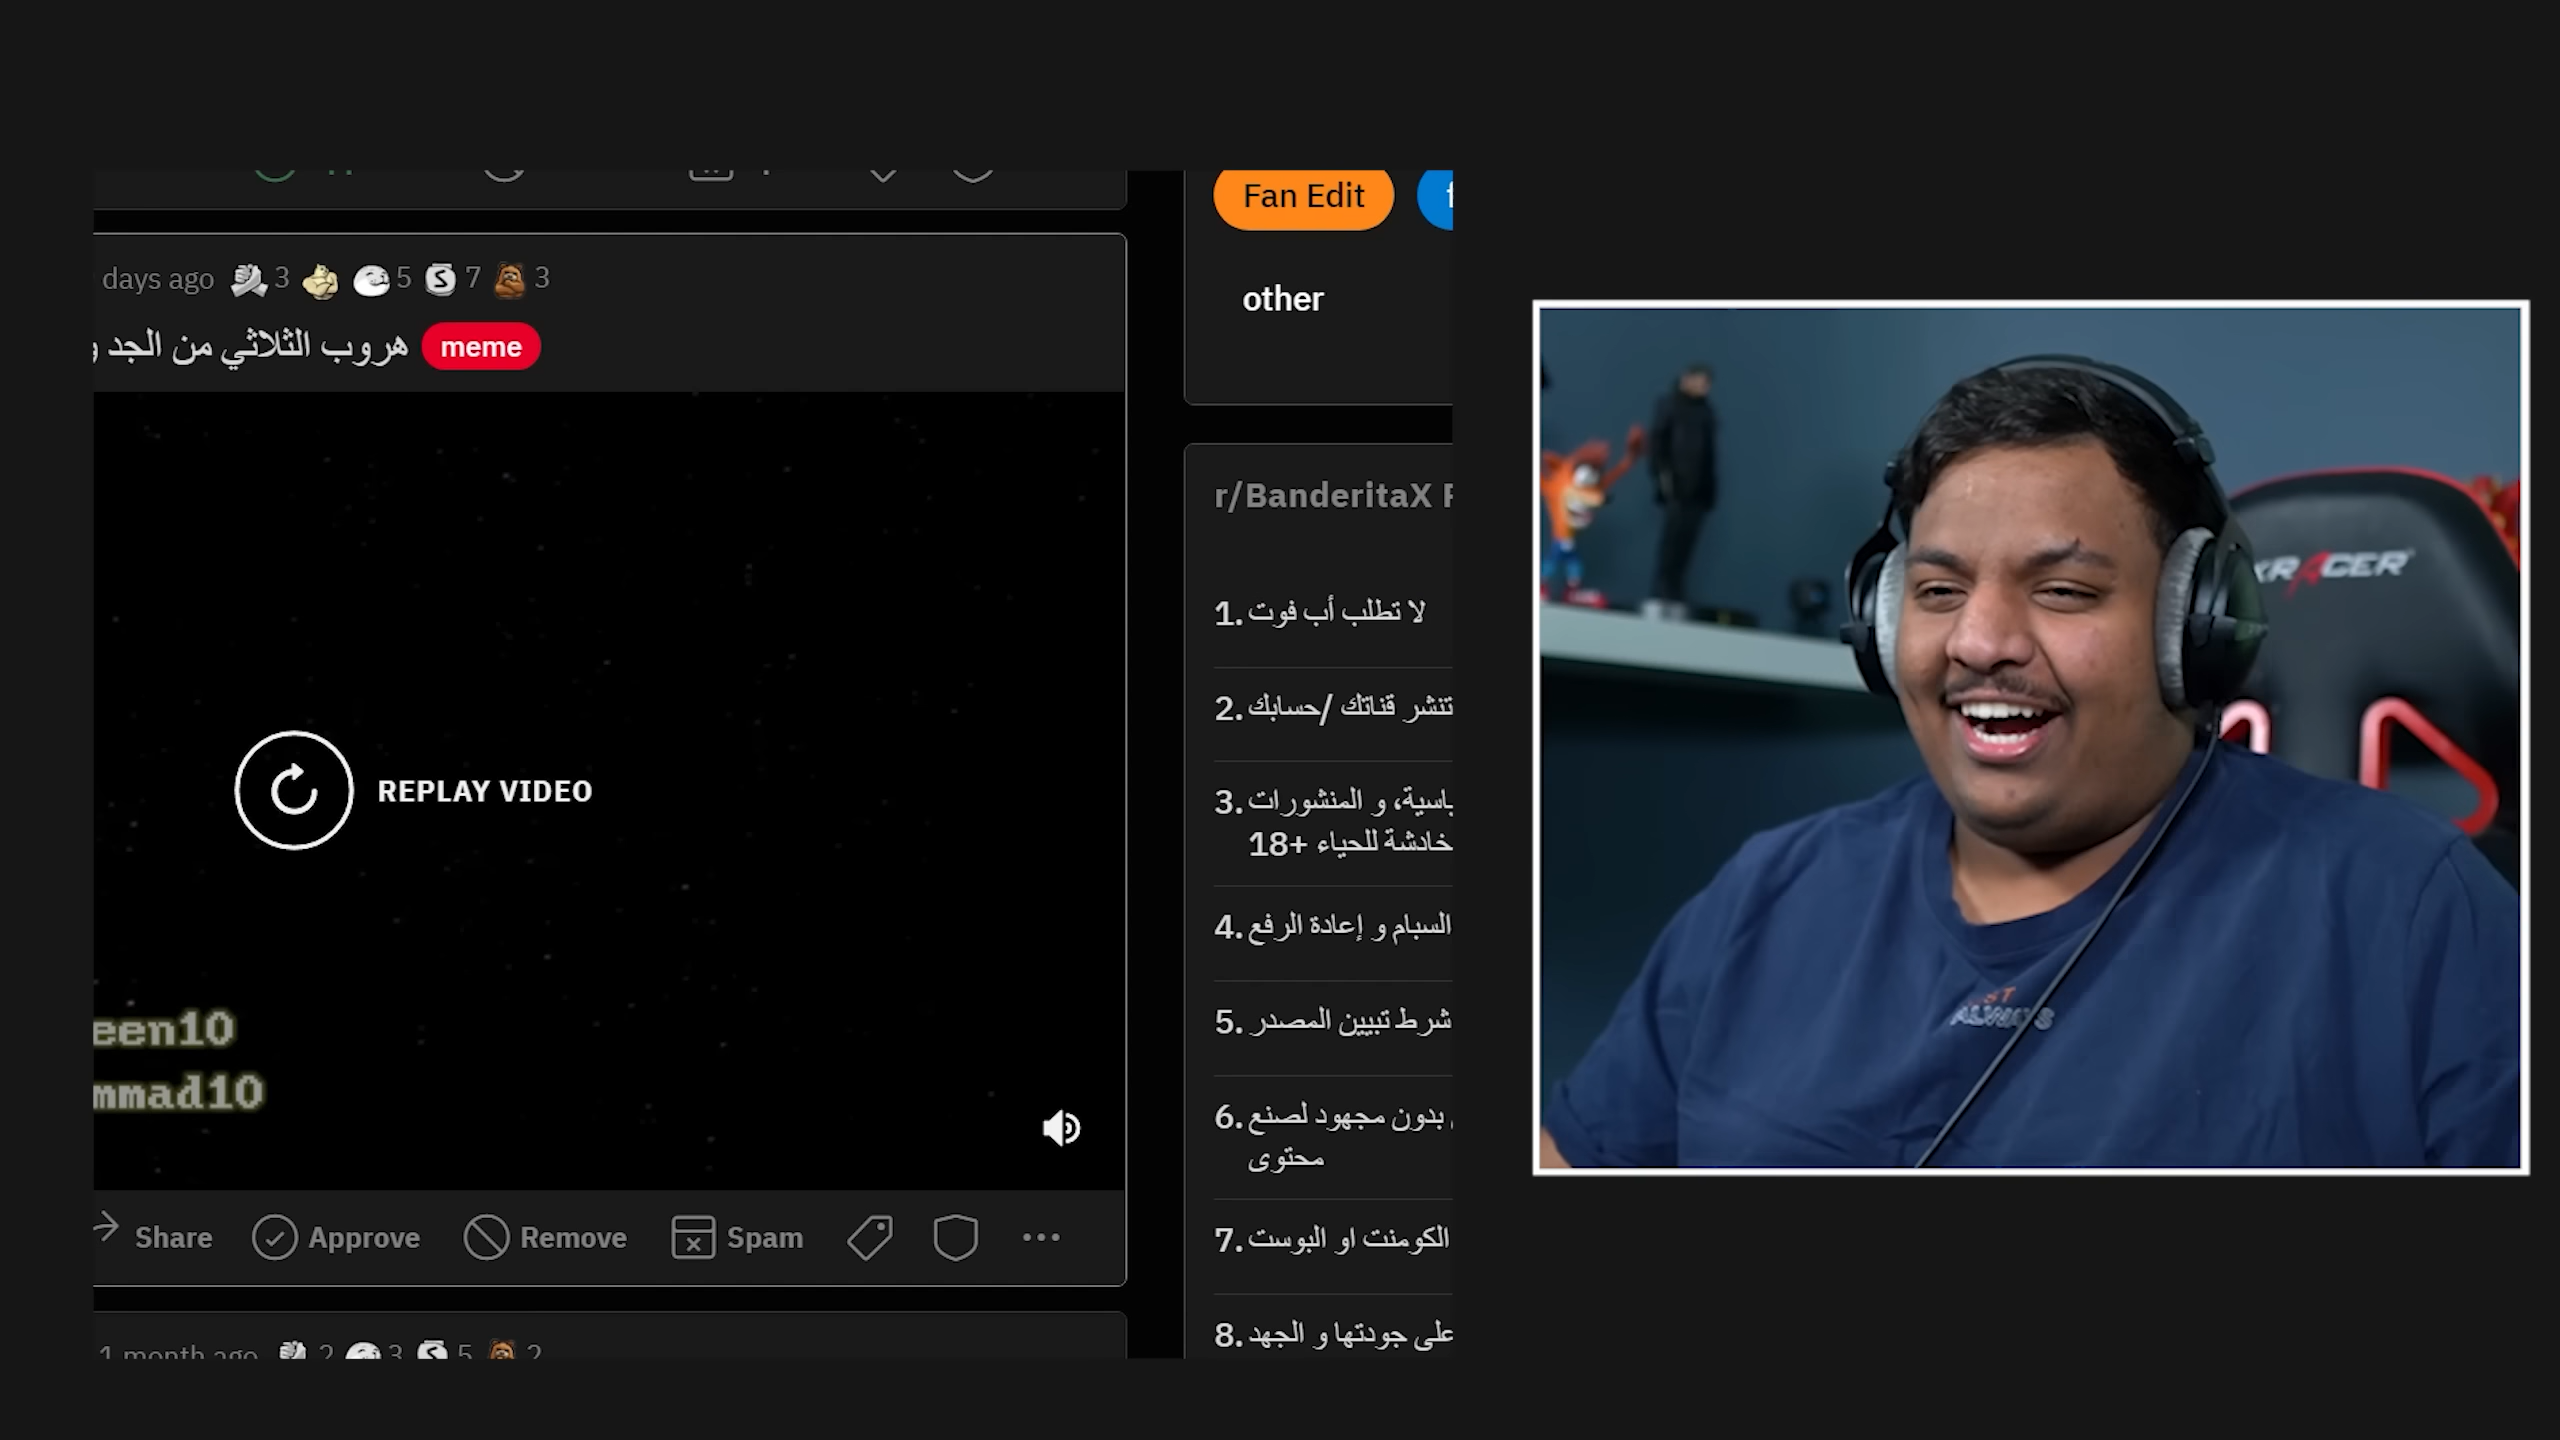 Fan Edit
other
days ago 3 5 7 3
هروب الثلاثي من الجد و
meme
REPLAY VIDEO
een10
mmad10
Share Approve Remove Spam
1 month ago 2 3 5 2
r/BanderitaX
1. لا تطلب أب فوت
2. تنشر قناتك /حسابك
3. و المنشورات
خادشة للحياء +18
4. السبام و إعادة الرفع
5. شرط تبيين المصدر
6. بدون مجهود لصنع
محتوى
7. الكومنت او البوست
8. على جودتها و الجهد
ALWAYS